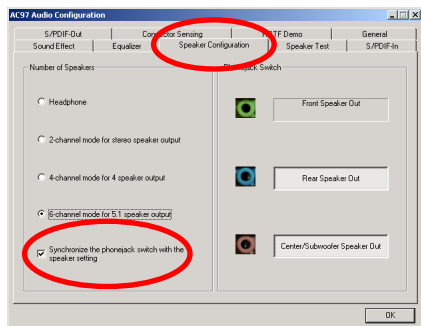 AC97 Audio Configuration
S/PDIF-Out
Connector Sensing
HRTF Demo
General
Sound Effect
Equalizer
Speaker Configuration
Speaker Test
S/PDIF-In
Number of Speakers
Headphone
2-channel mode for stereo speaker output
4-channel mode for 4 speaker output
6-channel mode for 5.1 speaker output
Synchronize the phonejack switch with the
speaker setting
Phonejack Switch
Front Speaker Out
Rear Speaker Out
Center/Subwoofer Speaker Out
OK